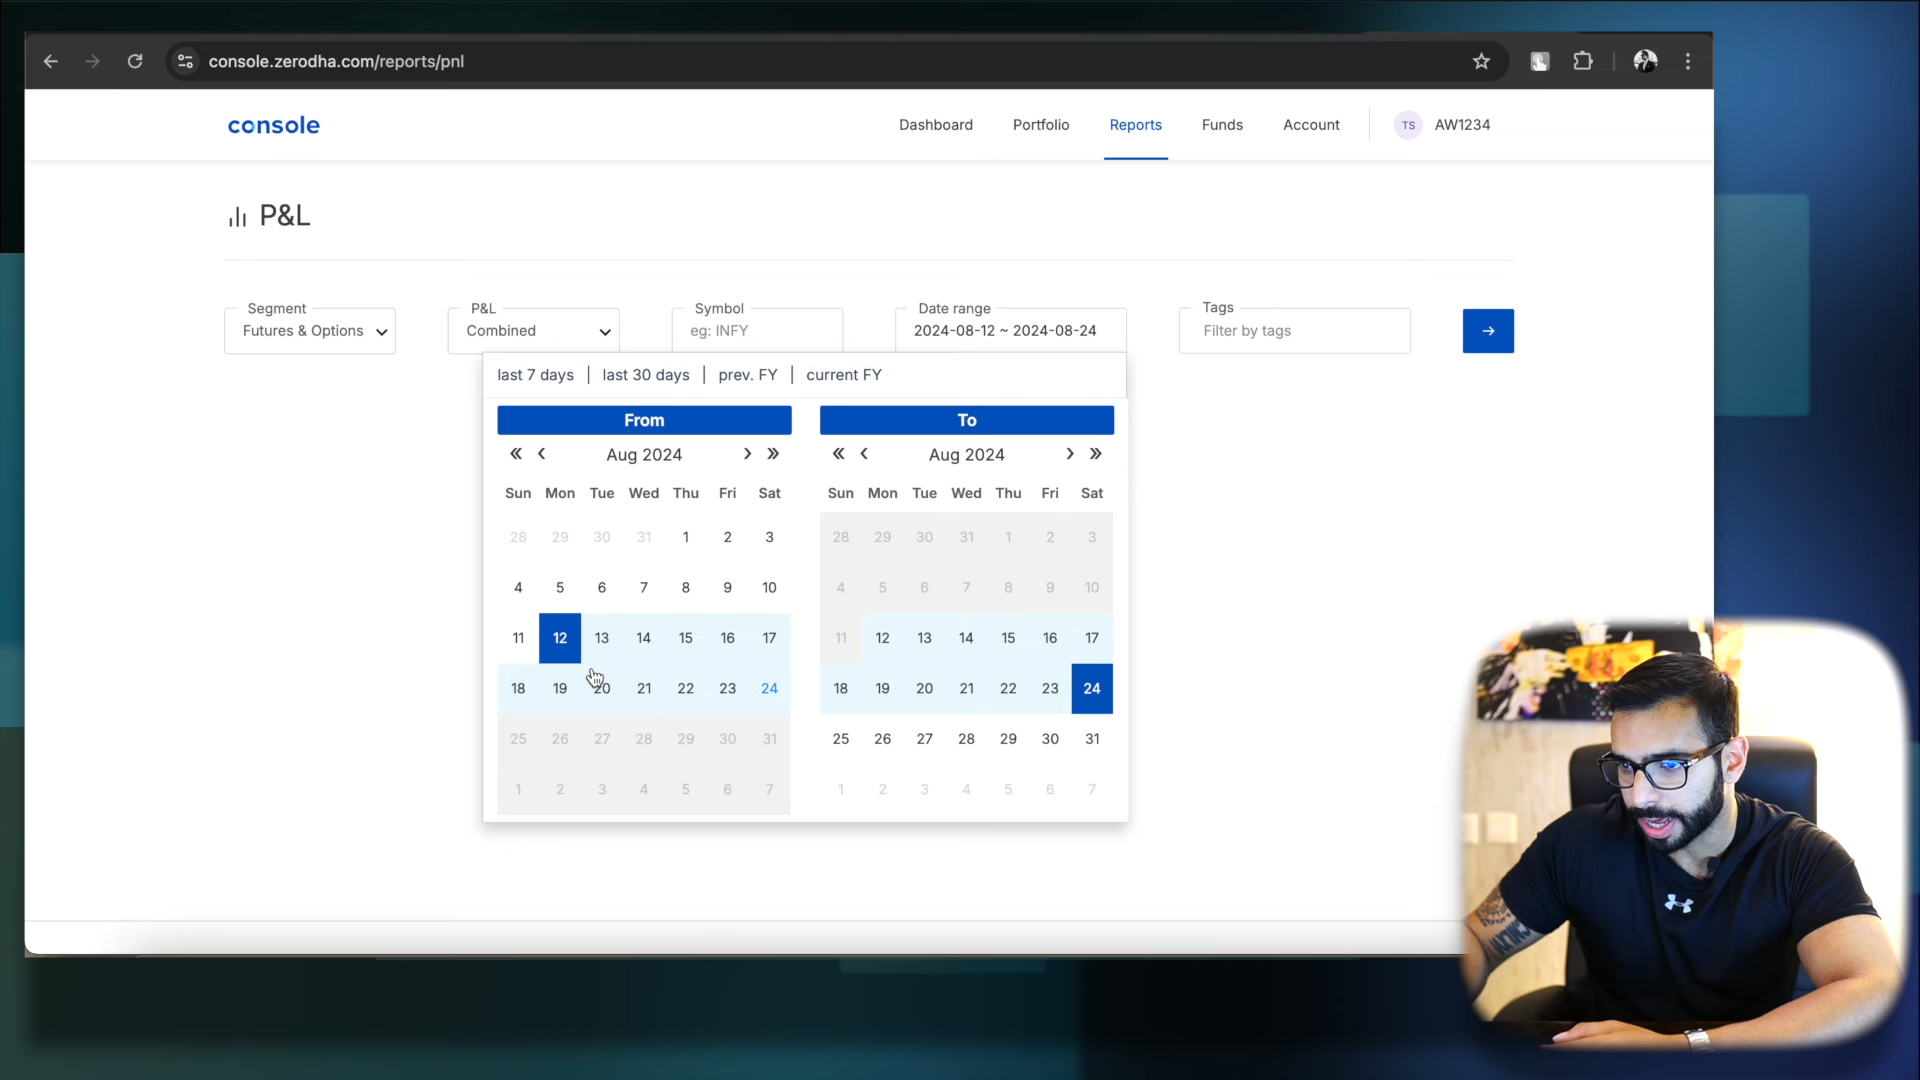 console.zerodha.com/reports/pnl
console
Dashboard Portfolio Reports Funds Account TS AW1234
P&L
Segment P&L Symbol Date range Tags
Futures & Options Combined eg: INFY 2024-08-12 ~ 2024-08-24 Filter by tags
last 7 days | last 30 days | prev. FY | current FY
From To
« ‹ Aug 2024 › » « ‹ Aug 2024 › »
Sun Mon Tue Wed Thu Fri Sat Sun Mon Tue Wed Thu Fri Sat
28 29 30 31 1 2 3 28 29 30 31 1 2 3
4 5 6 7 8 9 10 4 5 6 7 8 9 10
11 12 13 14 15 16 17 11 12 13 14 15 16 17
18 19 20 21 22 23 24 18 19 20 21 22 23 24
25 26 27 28 29 30 31 25 26 27 28 29 30 31
1 2 3 4 5 6 7 1 2 3 4 5 6 7